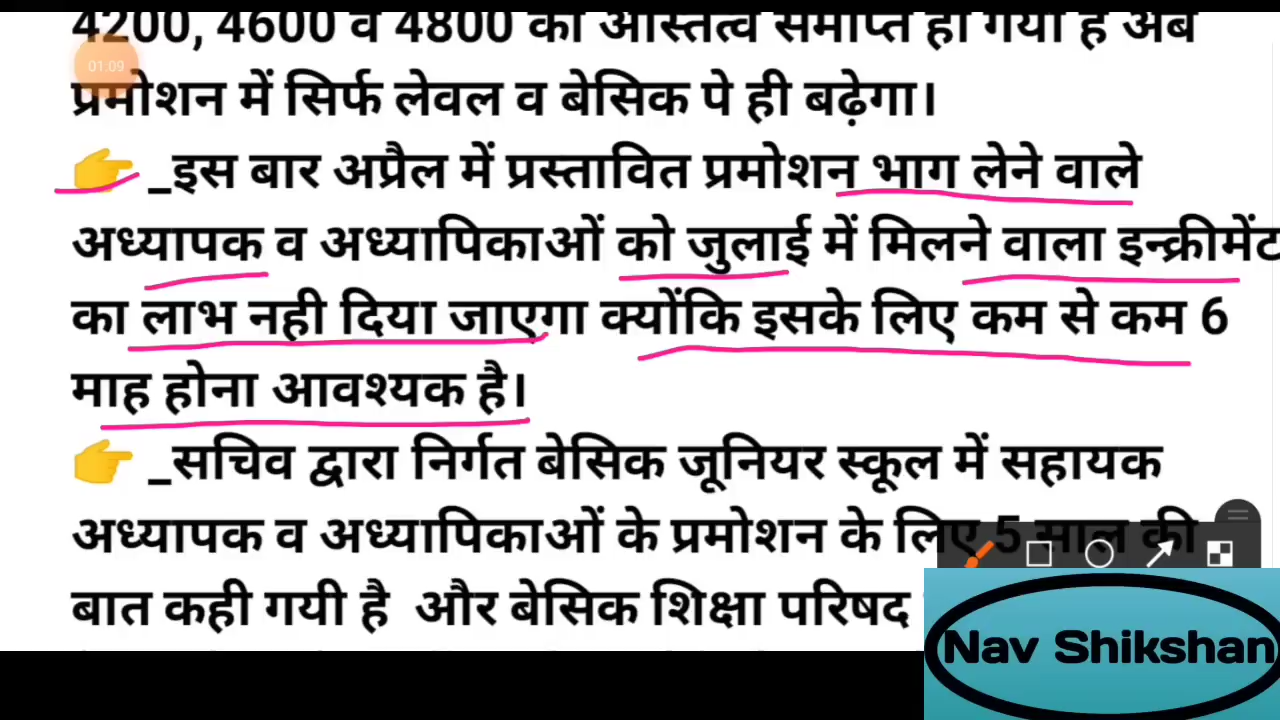 4200, 4600 व 4800 का अस्तित्व समाप्त हो गया है अब
01:09
प्रमोशन में सिर्फ लेवल व बेसिक पे ही बढ़ेगा।
👉 _इस बार अप्रैल में प्रस्तावित प्रमोशन भाग लेने वाले
अध्यापक व अध्यापिकाओं को जुलाई में मिलने वाला इन्क्रीमेंट
का लाभ नही दिया जाएगा क्योंकि इसके लिए कम से कम 6
माह होना आवश्यक है।
👉 _सचिव द्वारा निर्गत बेसिक जूनियर स्कूल में सहायक
अध्यापक व अध्यापिकाओं के प्रमोशन के लिए 5 साल की
बात कही गयी है और बेसिक शिक्षा परिषद
Nav Shikshan